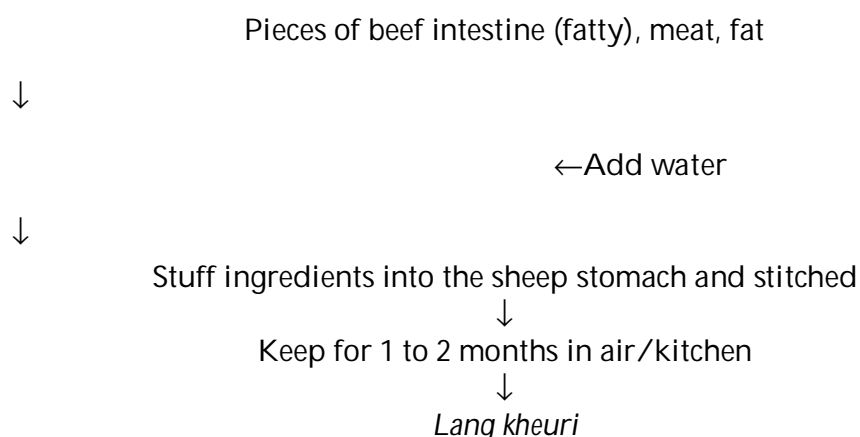 Pieces of beef intestine (fatty), meat, fat
↓
←Add water
↓
Stuff ingredients into the sheep stomach and stitched
↓
Keep for 1 to 2 months in air/kitchen
↓
Lang kheuri